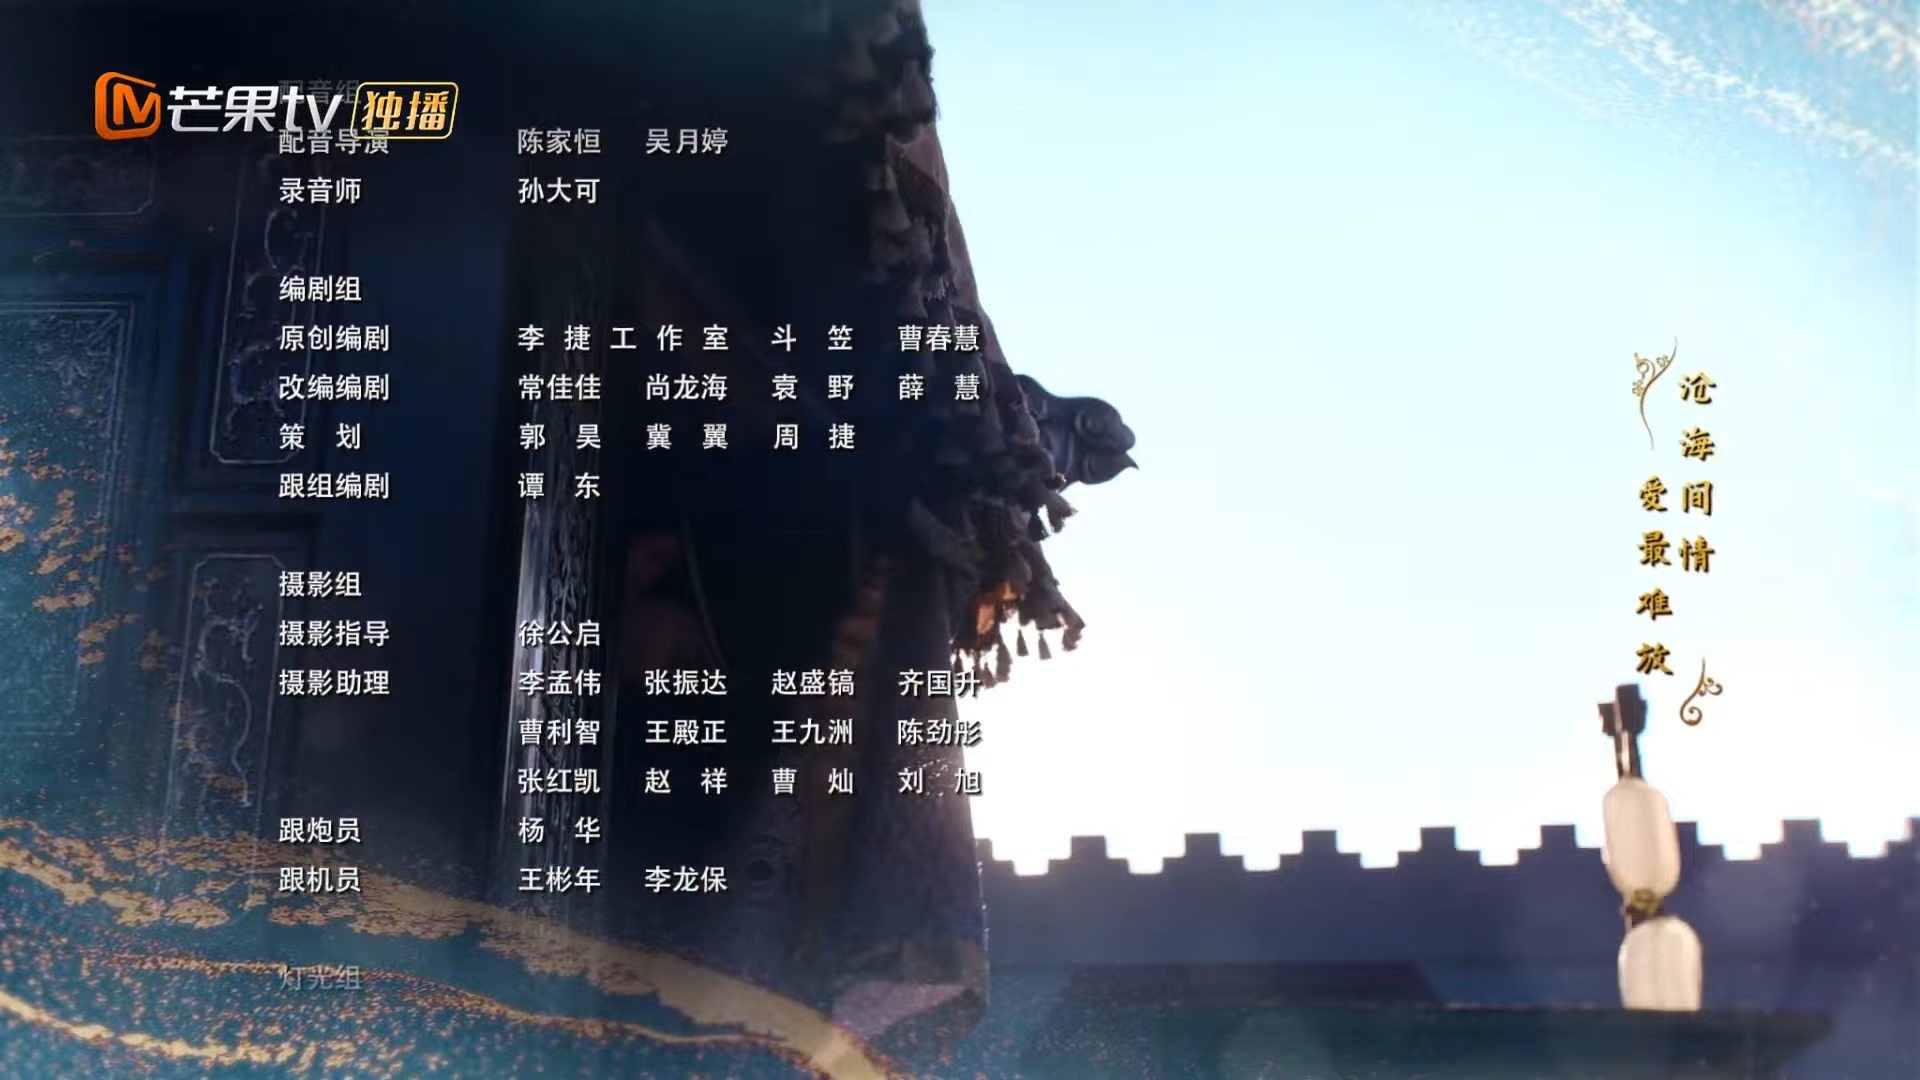 芒果tv 独播
配音组
配音导演 陈家恒 吴月婷
录音师 孙大可
编剧组
原创编剧 李捷工作室 斗笠 曹春慧
改编编剧 常佳佳 尚龙海 袁野 薛慧
策划 郭昊 冀翼 周捷
跟组编剧 谭东
摄影组
摄影指导 徐公启
摄影助理 李孟伟 张振达 赵盛镐 齐国升
曹利智 王殿正 王九洲 陈劲彤
张红凯 赵祥 曹灿 刘旭
跟炮员 杨华
跟机员 王彬年 李龙保
灯光组
沧海间情
爱最难放